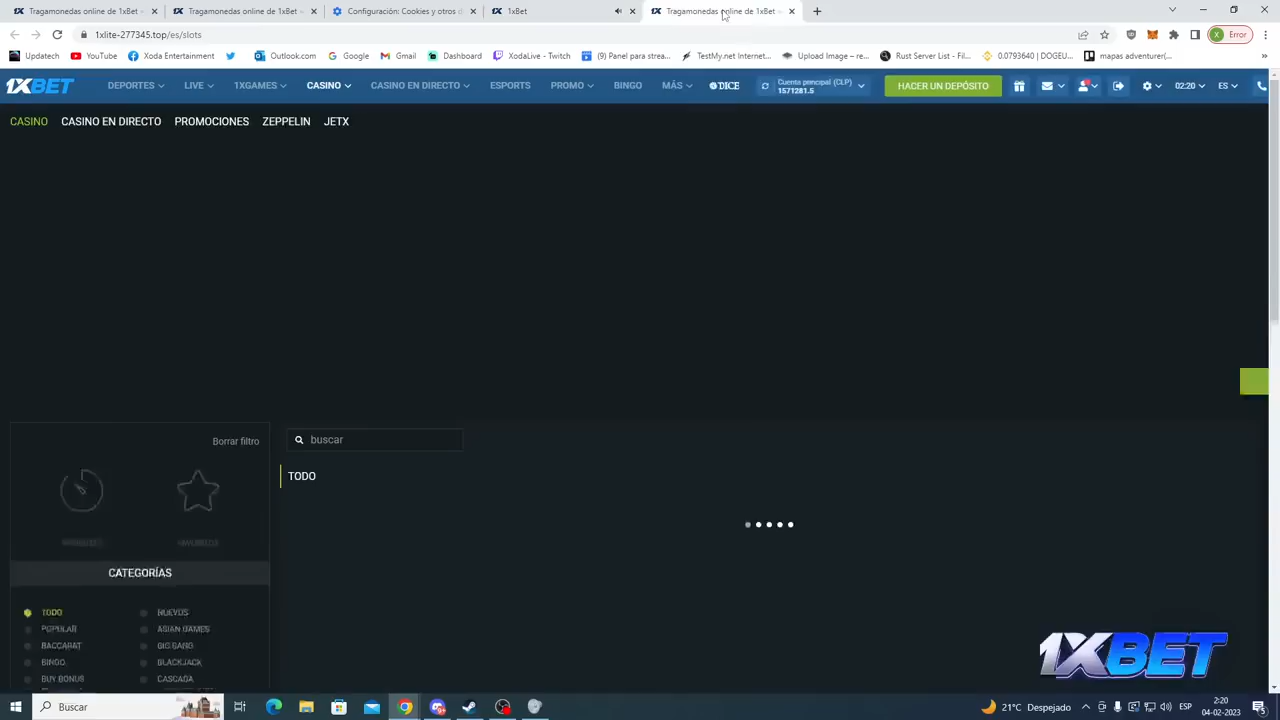 Tragamonedas online de 1xBet
Tragamonedas online de 1xBet
Configuración: Cookies y otros d
1xBet
Tragamonedas online de 1xBet
1xlite-277345.top/es/slots
Error
Updatech
YouTube
Xoda Entertainment
Outlook.com
Google
Gmail
Dashboard
XodaLive - Twitch
(9) Panel para strea...
TestMy.net Internet...
Upload Image – re...
Rust Server List - Fil...
0.0793640 | DOGEU...
mapas adventurer(...
1XBET
DEPORTES
LIVE
1XGAMES
CASINO
CASINO EN DIRECTO
ESPORTS
PROMO
BINGO
MÁS
DICE
Cuenta principal (CLP)
1571281.5
HACER UN DEPÓSITO
02:20
ES
CASINO
CASINO EN DIRECTO
PROMOCIONES
ZEPPELIN
JETX
Borrar filtro
buscar
TODO
CATEGORÍAS
TODO
NUEVOS
POPULAR
ASIAN GAMES
BACCARAT
BIG BANG
BINGO
BLACKJACK
BUY BONUS
CASCADA
1XBET
Buscar
21°C Despejado
ESP
2:20
04-02-2023